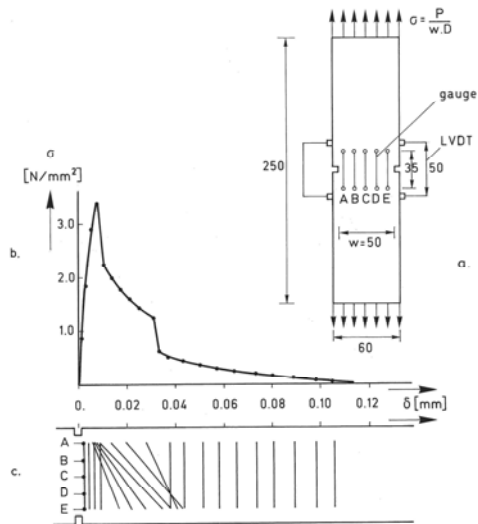 σ = P / w.D
gauge
LVDT
250
35
50
A B C D E
w=50
60
a.
σ
[N/mm²]
3.0
2.0
1.0
b.
0. 0.02 0.04 0.06 0.08 0.10 0.12
δ [mm]
c.
A
B
C
D
E